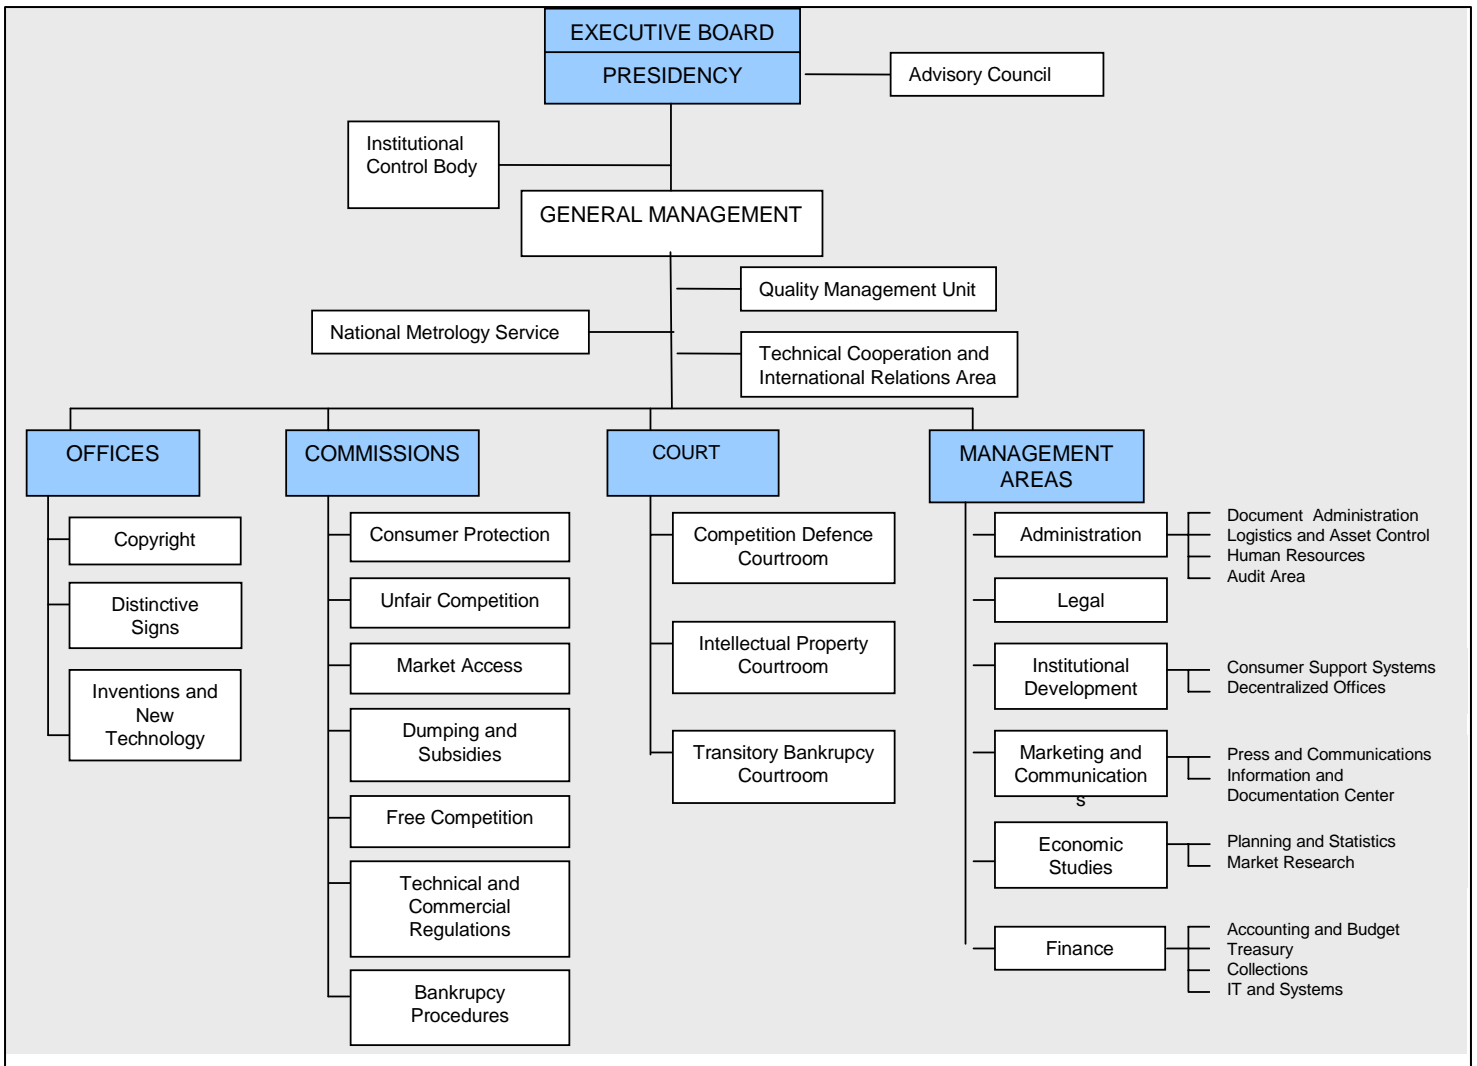 EXECUTIVE BOARD
PRESIDENCY
Advisory Council
Institutional
Control Body
GENERAL MANAGEMENT
Quality Management Unit
National Metrology Service
Technical Cooperation and
International Relations Area
OFFICES
Copyright
Distinctive
Signs
Inventions and
New
Technology
COMMISSIONS
Consumer Protection
Unfair Competition
Market Access
Dumping and
Subsidies
Free Competition
Technical and
Commercial
Regulations
Bankrupcy
Procedures
COURT
Competition Defence
Courtroom
Intellectual Property
Courtroom
Transitory Bankrupcy
Courtroom
MANAGEMENT
AREAS
Administration
Document Administration
Logistics and Asset Control
Human Resources
Audit Area
Legal
Institutional
Development
Consumer Support Systems
Decentralized Offices
Marketing and
Communication
s
Press and Communications
Information and
Documentation Center
Economic
Studies
Planning and Statistics
Market Research
Finance
Accounting and Budget
Treasury
Collections
IT and Systems